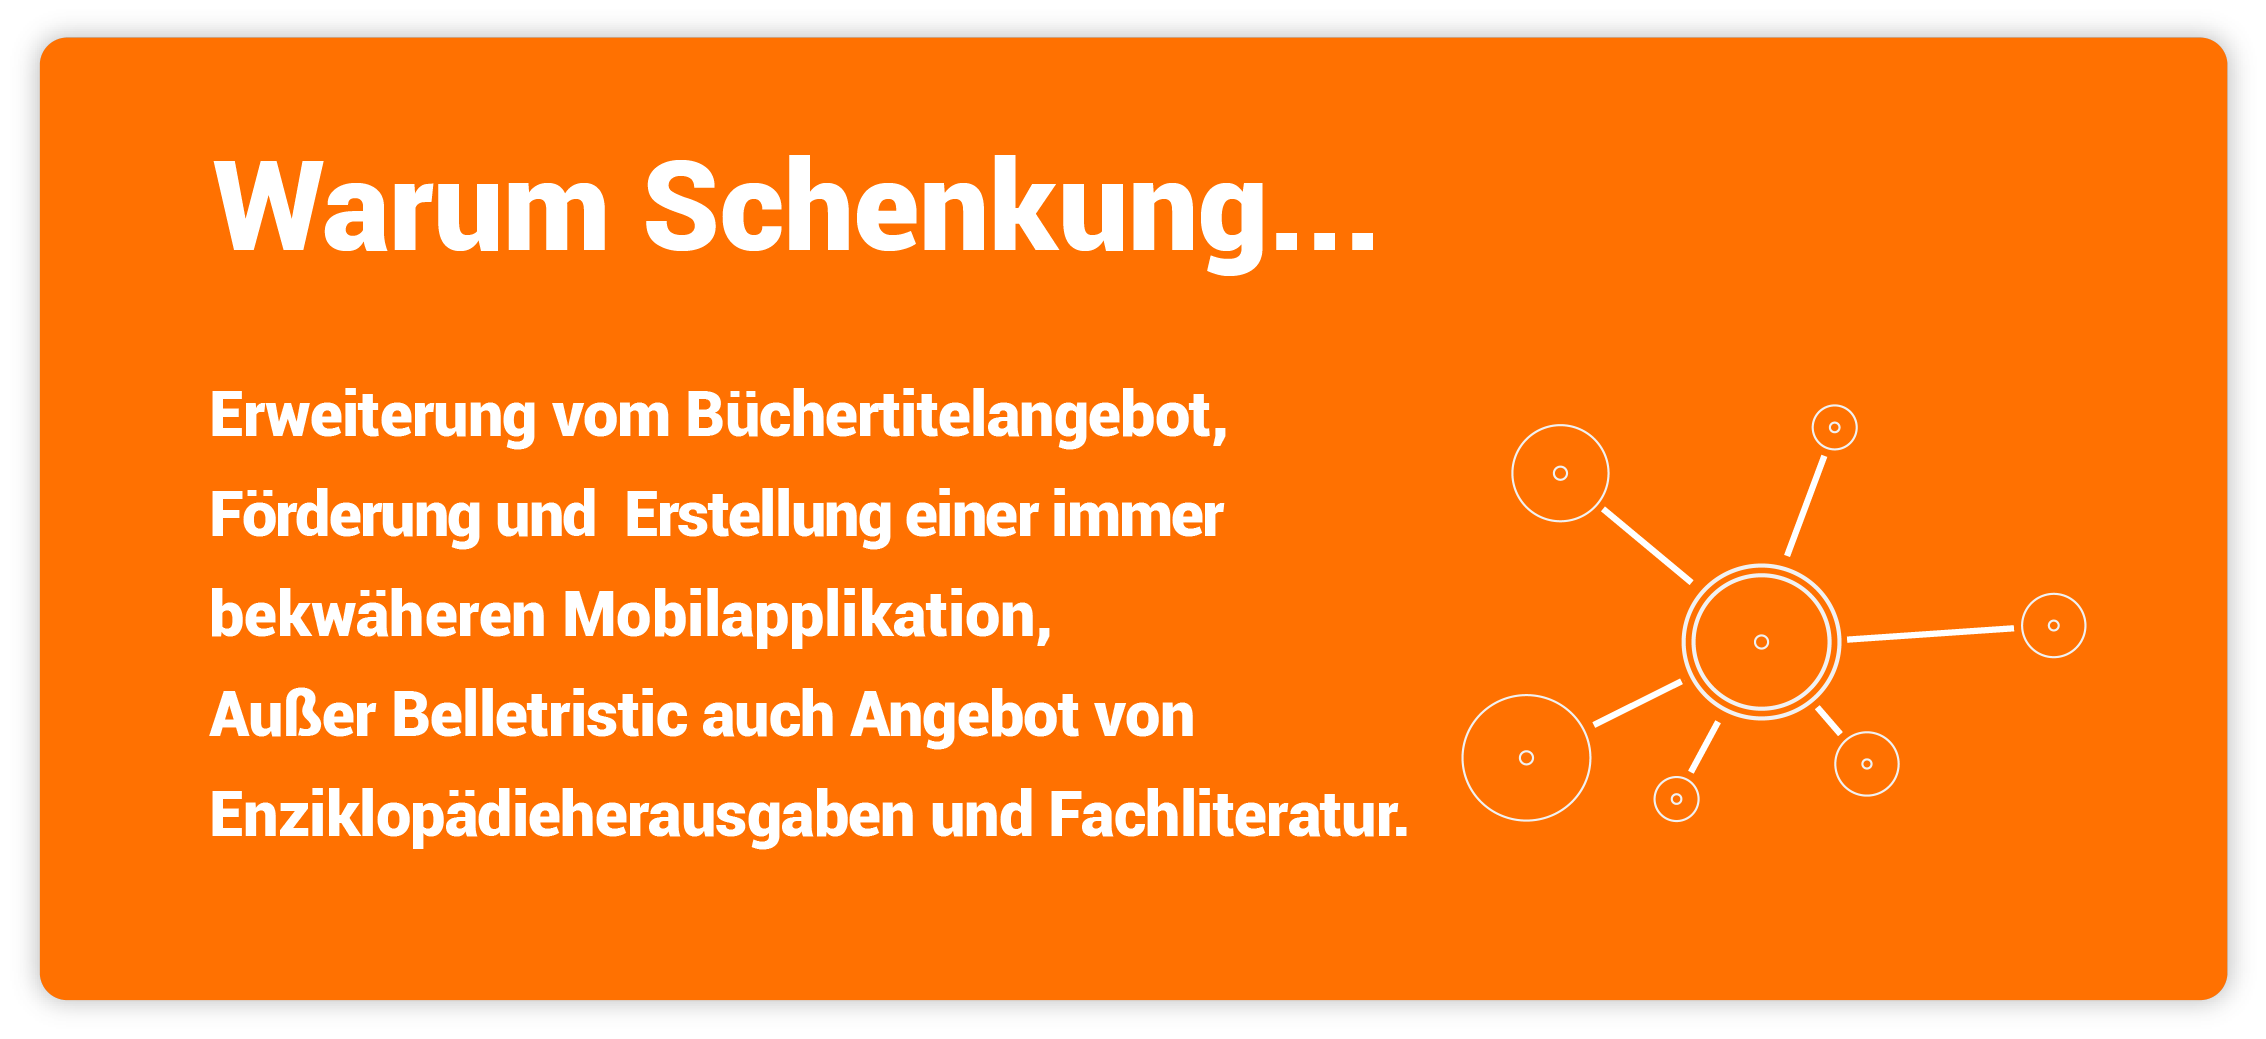 Warum Schenkung...
Erweiterung vom Büchertitelangebot,
Förderung und  Erstellung einer immer
bekwäheren Mobilapplikation,
Außer Belletristic auch Angebot von
Enziklopädieherausgaben und Fachliteratur.